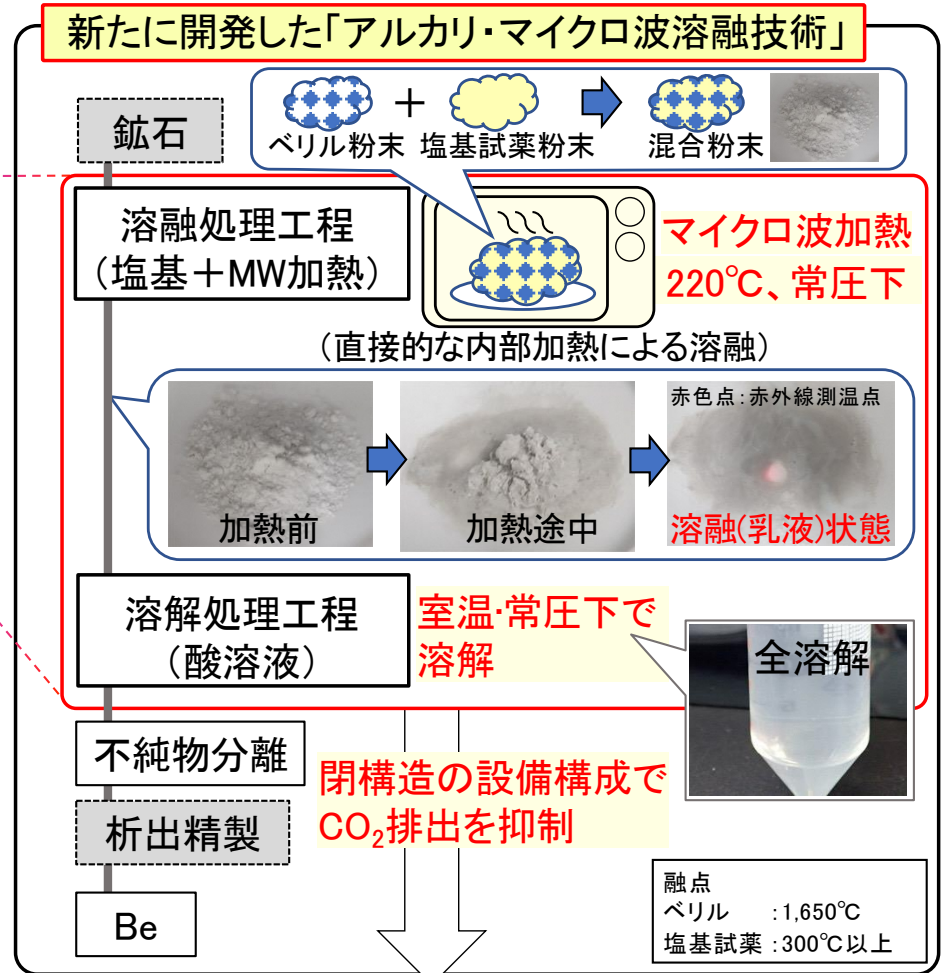 新たに開発した「アルカリ・マイクロ波溶融技術」
鉱石
ベリル粉末
＋
塩基試薬粉末
混合粉末
溶融処理工程
（塩基＋MW加熱）
マイクロ波加熱
220℃、常圧下
（直接的な内部加熱による溶融）
加熱前
加熱途中
赤色点：赤外線測温点
溶融(乳液)状態
溶解処理工程
（酸溶液）
室温・常圧下で
溶解
全溶解
不純物分離
閉構造の設備構成で
CO₂排出を抑制
析出精製
Be
融点
ベリル　：1,650℃
塩基試薬：300℃以上